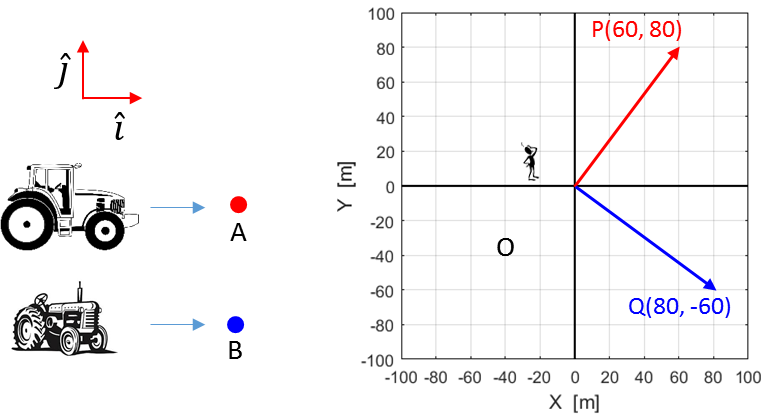 ĵ
î
A
B
P(60, 80)
O
Q(80, -60)
Y [m]
100
80
60
40
20
0
-20
-40
-60
-80
-100
-100 -80 -60 -40 -20 0 20 40 60 80 100
X [m]